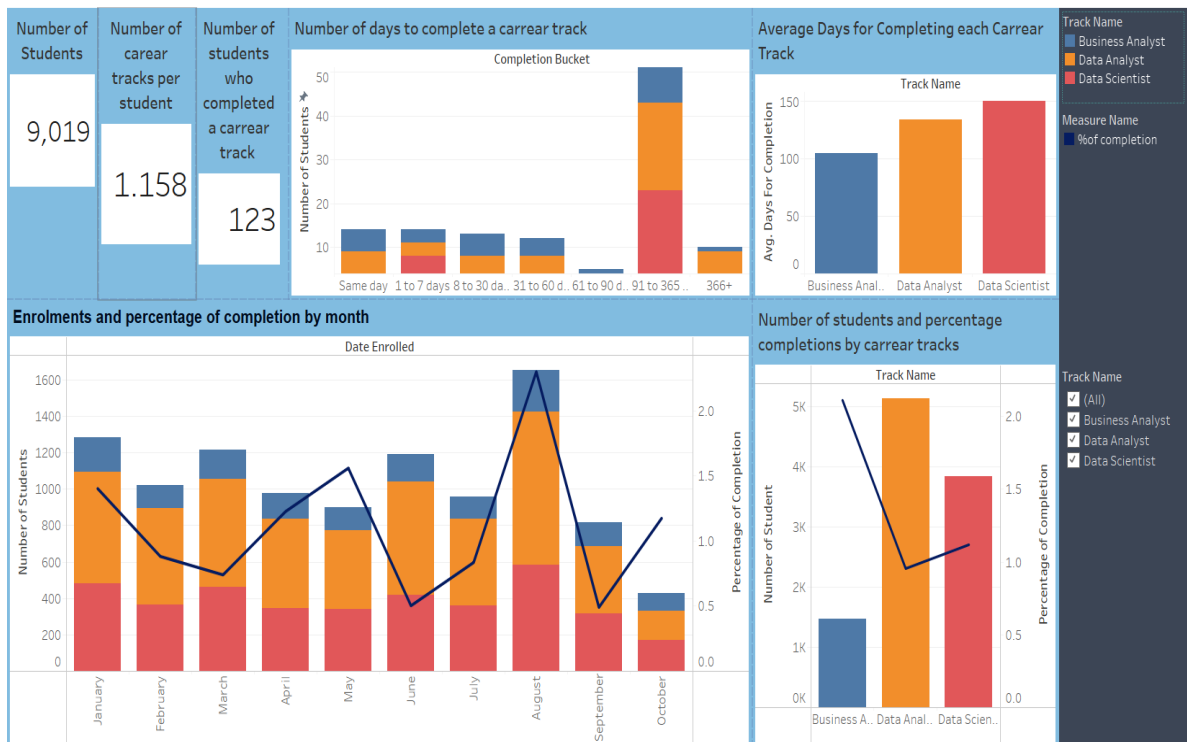 Number of
Students
9,019
Number of
carear
tracks per
student
1.158
Number of
students
who
completed
a carrear
track
123
Number of days to complete a carrear track
Completion Bucket
Number of Students
50
40
30
20
10
Same day
1 to 7 days
8 to 30 da..
31 to 60 d..
61 to 90 d..
91 to 365 ..
366+
Average Days for Completing each Carrear
Track
Track Name
Avg. Days For Completion
150
100
50
0
Business Anal..
Data Analyst
Data Scientist
Track Name
Business Analyst
Data Analyst
Data Scientist
Measure Name
%of completion
Enrolments and percentage of completion by month
Date Enrolled
Number of Students
1600
1400
1200
1000
800
600
400
200
0
Percentage of Completion
2.0
1.5
1.0
0.5
0.0
January
February
March
April
May
June
July
August
September
October
Number of students and percentage
completions by carrear tracks
Track Name
Number of Student
5K
4K
3K
2K
1K
0K
Percentage of Completion
2.0
1.5
1.0
0.5
0.0
Business A..
Data Anal..
Data Scien..
Track Name
(All)
Business Analyst
Data Analyst
Data Scientist